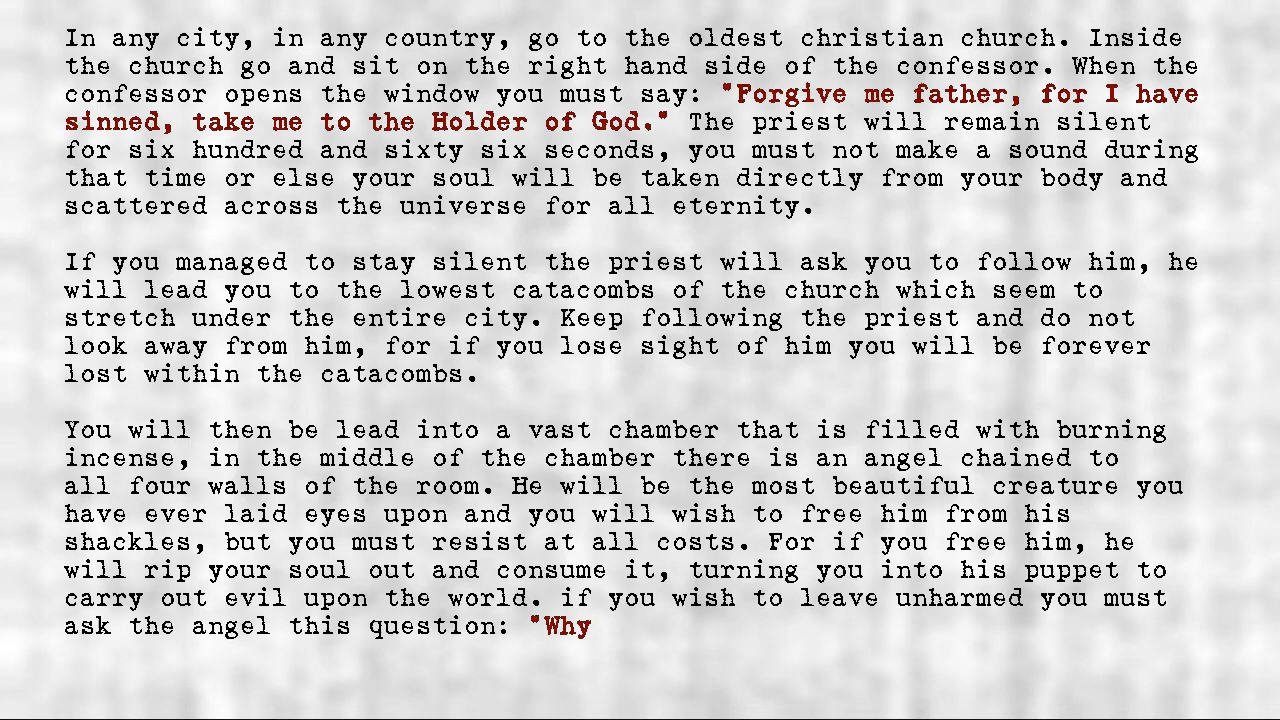 In any city, in any country, go to the oldest christian church. Inside
the church go and sit on the right hand side of the confessor. When the
confessor opens the window you must say: "Forgive me father, for I have
sinned, take me to the Holder of God." The priest will remain silent
for six hundred and sixty six seconds, you must not make a sound during
that time or else your soul will be taken directly from your body and
scattered across the universe for all eternity.
If you managed to stay silent the priest will ask you to follow him, he
will lead you to the lowest catacombs of the church which seem to
stretch under the entire city. Keep following the priest and do not
look away from him, for if you lose sight of him you will be forever
lost within the catacombs.
You will then be lead into a vast chamber that is filled with burning
incense, in the middle of the chamber there is an angel chained to
all four walls of the room. He will be the most beautiful creature you
have ever laid eyes upon and you will wish to free him from his
shackles, but you must resist at all costs. For if you free him, he
will rip your soul out and consume it, turning you into his puppet to
carry out evil upon the world. if you wish to leave unharmed you must
ask the angel this question: "Why